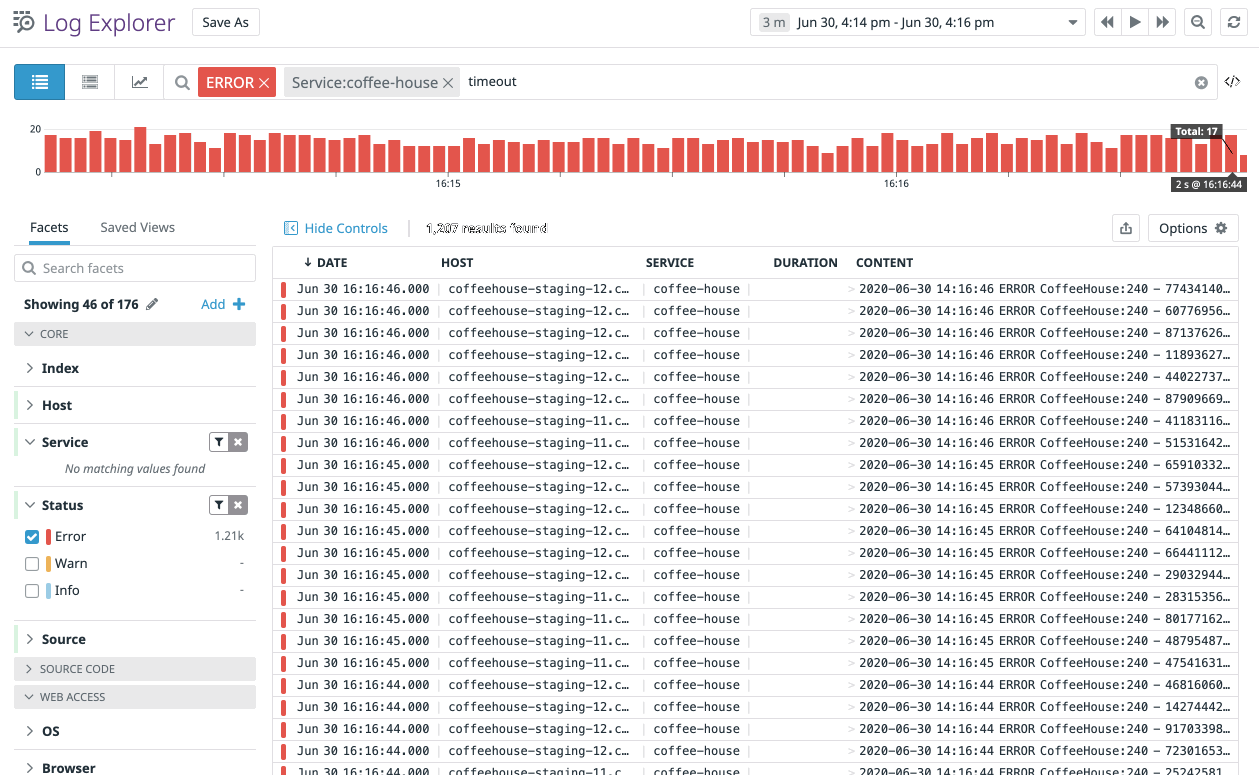 Log Explorer Save As 3 m Jun 30, 4:14 pm - Jun 30, 4:16 pm
ERROR Service:coffee-house timeout </>
20
Total: 17
0
16:15 16:16 2 s @ 16:16:44
Facets Saved Views
Hide Controls 1,207 results found Options
Search facets
Showing 46 of 176 Add
CORE
Index
Host
Service
No matching values found
Status
Error 1.21k
Warn -
Info -
Source
SOURCE CODE
WEB ACCESS
OS
Browser
DATE HOST SERVICE DURATION CONTENT
Jun 30 16:16:46.000 coffeehouse-staging-12.c… coffee-house > 2020-06-30 14:16:46 ERROR CoffeeHouse:240 – 77434140…
Jun 30 16:16:46.000 coffeehouse-staging-12.c… coffee-house > 2020-06-30 14:16:46 ERROR CoffeeHouse:240 – 60776956…
Jun 30 16:16:46.000 coffeehouse-staging-12.c… coffee-house > 2020-06-30 14:16:46 ERROR CoffeeHouse:240 – 87137626…
Jun 30 16:16:46.000 coffeehouse-staging-12.c… coffee-house > 2020-06-30 14:16:46 ERROR CoffeeHouse:240 – 11893627…
Jun 30 16:16:46.000 coffeehouse-staging-12.c… coffee-house > 2020-06-30 14:16:46 ERROR CoffeeHouse:240 – 44022737…
Jun 30 16:16:46.000 coffeehouse-staging-12.c… coffee-house > 2020-06-30 14:16:46 ERROR CoffeeHouse:240 – 87909669…
Jun 30 16:16:46.000 coffeehouse-staging-11.c… coffee-house > 2020-06-30 14:16:46 ERROR CoffeeHouse:240 – 41183116…
Jun 30 16:16:46.000 coffeehouse-staging-11.c… coffee-house > 2020-06-30 14:16:46 ERROR CoffeeHouse:240 – 51531642…
Jun 30 16:16:45.000 coffeehouse-staging-12.c… coffee-house > 2020-06-30 14:16:45 ERROR CoffeeHouse:240 – 65910332…
Jun 30 16:16:45.000 coffeehouse-staging-12.c… coffee-house > 2020-06-30 14:16:45 ERROR CoffeeHouse:240 – 57393044…
Jun 30 16:16:45.000 coffeehouse-staging-12.c… coffee-house > 2020-06-30 14:16:45 ERROR CoffeeHouse:240 – 12348660…
Jun 30 16:16:45.000 coffeehouse-staging-12.c… coffee-house > 2020-06-30 14:16:45 ERROR CoffeeHouse:240 – 64104814…
Jun 30 16:16:45.000 coffeehouse-staging-12.c… coffee-house > 2020-06-30 14:16:45 ERROR CoffeeHouse:240 – 66441112…
Jun 30 16:16:45.000 coffeehouse-staging-12.c… coffee-house > 2020-06-30 14:16:45 ERROR CoffeeHouse:240 – 29032944…
Jun 30 16:16:45.000 coffeehouse-staging-11.c… coffee-house > 2020-06-30 14:16:45 ERROR CoffeeHouse:240 – 28315356…
Jun 30 16:16:45.000 coffeehouse-staging-11.c… coffee-house > 2020-06-30 14:16:45 ERROR CoffeeHouse:240 – 80177162…
Jun 30 16:16:45.000 coffeehouse-staging-11.c… coffee-house > 2020-06-30 14:16:45 ERROR CoffeeHouse:240 – 48795487…
Jun 30 16:16:45.000 coffeehouse-staging-11.c… coffee-house > 2020-06-30 14:16:45 ERROR CoffeeHouse:240 – 47541631…
Jun 30 16:16:44.000 coffeehouse-staging-12.c… coffee-house > 2020-06-30 14:16:44 ERROR CoffeeHouse:240 – 46816060…
Jun 30 16:16:44.000 coffeehouse-staging-12.c… coffee-house > 2020-06-30 14:16:44 ERROR CoffeeHouse:240 – 14274442…
Jun 30 16:16:44.000 coffeehouse-staging-12.c… coffee-house > 2020-06-30 14:16:44 ERROR CoffeeHouse:240 – 91703398…
Jun 30 16:16:44.000 coffeehouse-staging-12.c… coffee-house > 2020-06-30 14:16:44 ERROR CoffeeHouse:240 – 72301653…
Jun 30 16:16:44.000 coffeehouse-staging-11.c… coffee-house > 2020-06-30 14:16:44 ERROR CoffeeHouse:240 – 25242581…